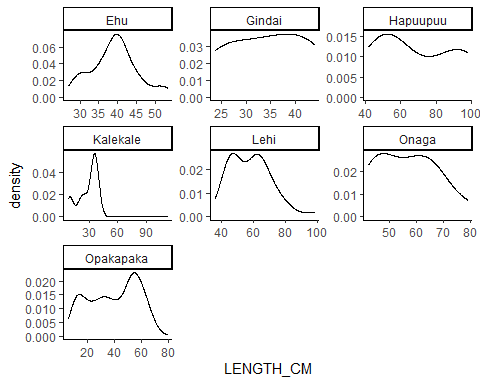 Ehu Gindai Hapuupuu
0.06 0.04 0.02 0.00
0.03 0.02 0.01 0.00
0.015 0.010 0.005 0.000
30 35 40 45 50
25 30 35 40
40 60 80 100
Kalekale Lehi Onaga
0.04 0.02 0.00
0.02 0.01 0.00
0.02 0.01 0.00
30 60 90
40 60 80 100
50 60 70 80
Opakapaka
0.020
0.015
0.010
0.005
0.000
20 40 60 80
density
LENGTH_CM